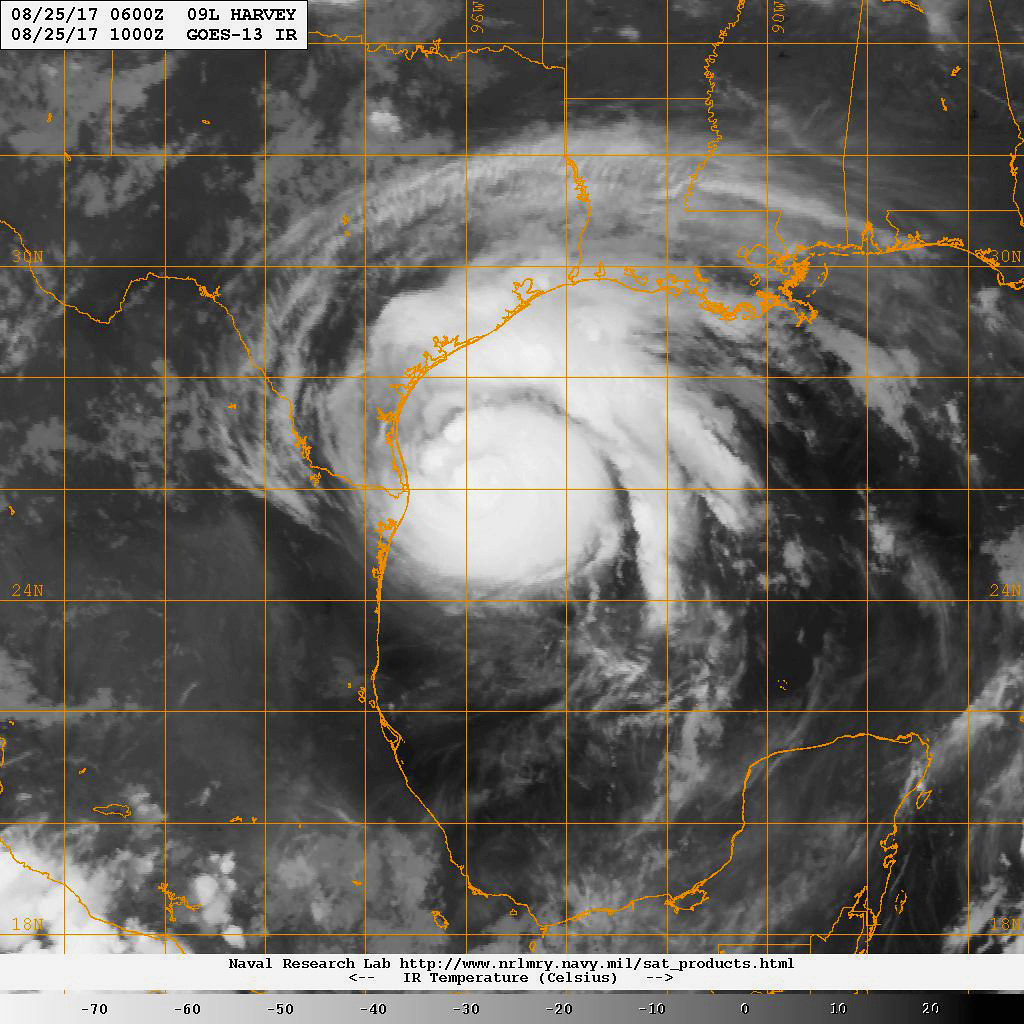 08/25/17 0600Z 09L HARVEY
08/25/17 1000Z GOES-13 IR
96W
90W
30N
30N
24N
24N
18N
18N
Naval Research Lab http://www.nrlmry.navy.mil/sat_products.html
<-- IR Temperature (Celsius) -->
-70 -60 -50 -40 -30 -20 -10 0 10 20